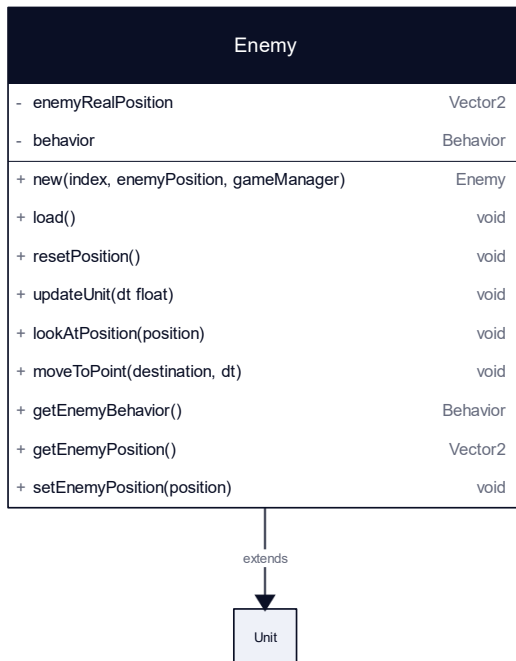 Enemy
- enemyRealPosition Vector2
- behavior Behavior
+ new(index, enemyPosition, gameManager) Enemy
+ load() void
+ resetPosition() void
+ updateUnit(dt float) void
+ lookAtPosition(position) void
+ moveToPoint(destination, dt) void
+ getEnemyBehavior() Behavior
+ getEnemyPosition() Vector2
+ setEnemyPosition(position) void
extends
Unit